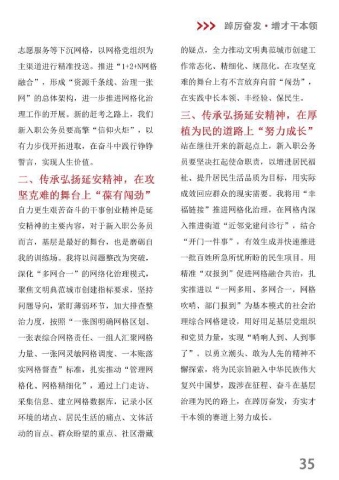 踔厉奋发·增才干本领
志愿服务等下沉网格，以网格党组织为
主渠道进行精准投送。推进“1+2+N网格
融合”，形成“资源千条线、治理一张
网”的总体架构，进一步推进网格化治
理工作的开展。新的赶考之路上，我们
新入职公务员要高擎“信仰火炬”，以
有力步伐开拓进取，在奋斗中践行铮铮
誓言，实现人生价值。
二、传承弘扬延安精神，在攻
坚克难的舞台上“葆有闯劲”
自力更生艰苦奋斗的干事创业精神是延
安精神的主要内容，对于新入职公务员
而言，基层是最好的舞台，也是磨砺自
我的训练场。我将以问题整改为突破，
深化“多网合一”的网络化治理模式，
聚焦文明典范城市创建指标要求，坚持
问题导向，紧盯薄弱环节，加大排查整
治力度，按照“一张图明确网格区划、
一张表综合网格责任、一组人汇聚网格
力量、一张网灵敏网格调度、一本账落
实网格督查”标准，扎实推动“管理网
格化、网格精细化”，通过上门走访、
采集信息、建立网格数据库，记录小区
环境的堵点、居民生活的痛点、文体活
动的盲点、群众盼望的重点、社区潜藏
的疑点，全力推动文明典范城市创建工
作常态化、精细化、规范化。在攻坚克
难的舞台上有不言放弃向前“闯劲”，
在实践中长本领、丰经验、保民生。
三、传承弘扬延安精神，在厚
植为民的道路上“努力成长”
站在继往开来的新起点上，新入职公务
员要坚决扛起使命职责，以增进居民福
祉、提升居民生活品质为目标，用实际
成效回应群众的现实需要。我将用“幸
福链接”推进网格化治理，在网格内深
入推进街道“近邻党建问诊行”，结合
“开门一件事”，有效生成并快速推进
一批百姓所急所忧所盼的民生项目。用
精准“双报到”促进网格融合共治，扎
实推进以“一网多用、多网合一、网格
吹哨、部门报到”为基本模式的社会治
理综合网格建设，用好用足基层党组织
和党员力量，实现“哨响人到、人到事
了”。以勇立潮头、敢为人先的精神不
懈探索，将为民宗旨融入中华民族伟大
复兴中国梦，践涉在征程、奋斗在基层
治理为民的路上，在踔厉奋发，夯实才
干本领的赛道上努力成长。
35